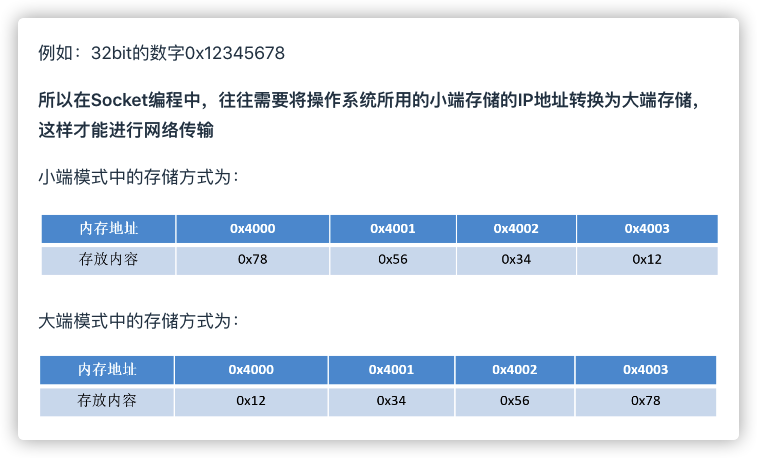 例如：32bit的数字0x12345678
所以在Socket编程中，往往需要将操作系统所用的小端存储的IP地址转换为大端存储，
这样才能进行网络传输
小端模式中的存储方式为：
内存地址 0x4000 0x4001 0x4002 0x4003
存放内容 0x78 0x56 0x34 0x12
大端模式中的存储方式为：
内存地址 0x4000 0x4001 0x4002 0x4003
存放内容 0x12 0x34 0x56 0x78